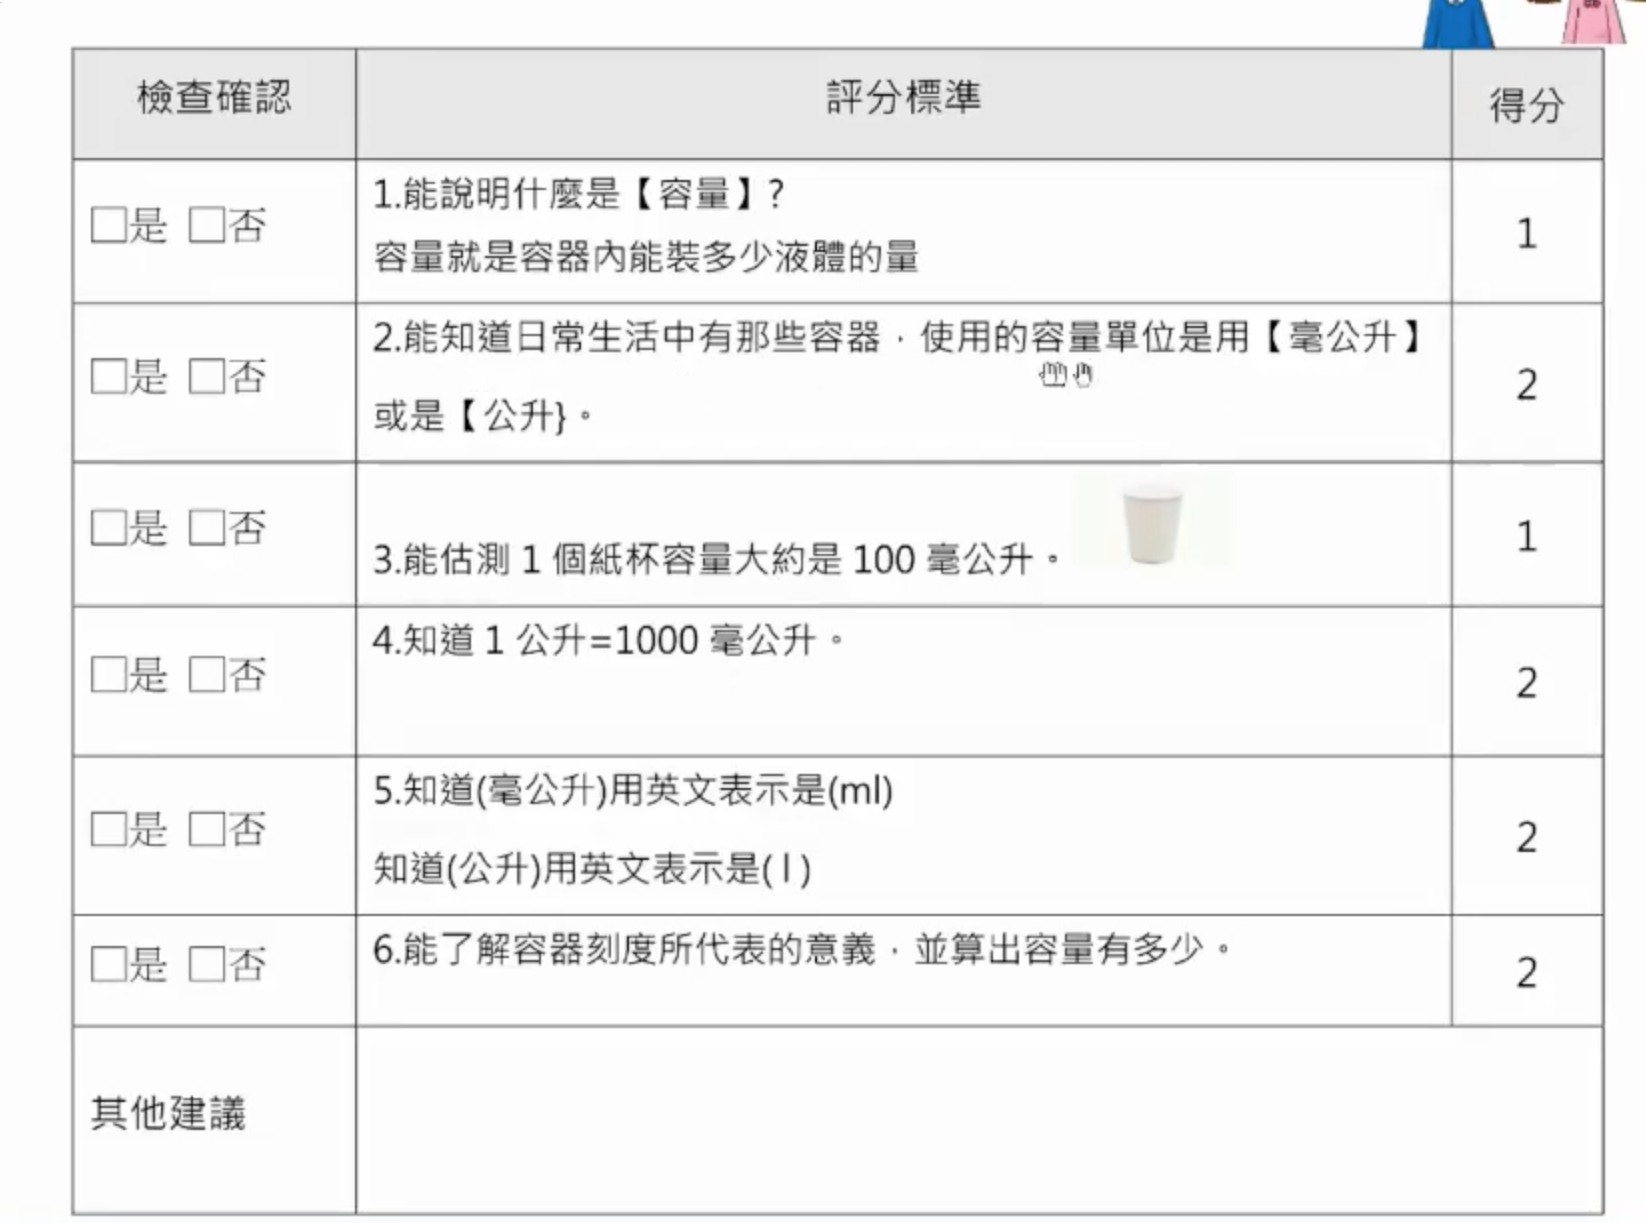 檢查確認 評分標準 得分
□是 □否 1.能說明什麼是【容量】? 1
容量就是容器內能裝多少液體的量
□是 □否 2.能知道日常生活中有那些容器，使用的容量單位是用【毫公升】 2
或是【公升}。
□是 □否 3.能估測 1 個紙杯容量大約是 100 毫公升。 1
□是 □否 4.知道 1 公升=1000 毫公升。 2
□是 □否 5.知道(毫公升)用英文表示是(ml) 2
知道(公升)用英文表示是( l )
□是 □否 6.能了解容器刻度所代表的意義，並算出容量有多少。 2
其他建議